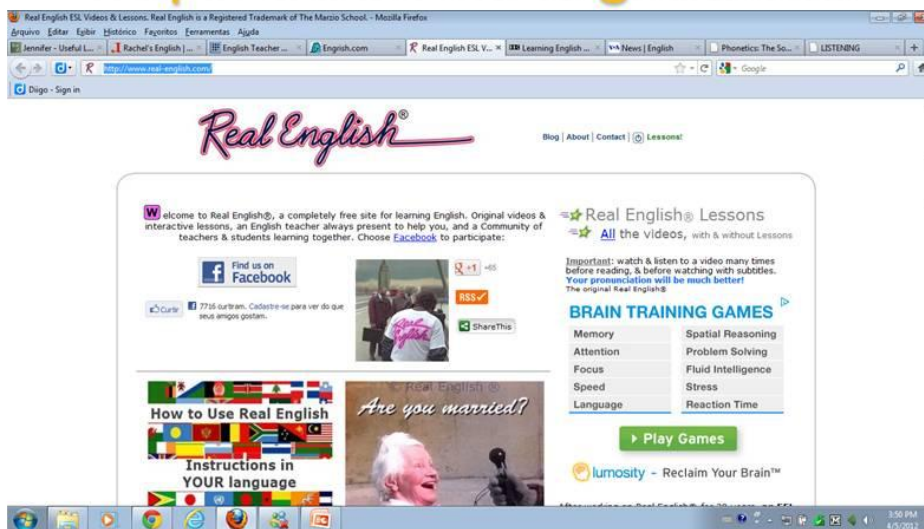 Real English ESL Videos & Lessons. Real English is a Registered Trademark of The Marzio School. - Mozilla Firefox
Arquivo Editar Exibir Histórico Favoritos Ferramentas Ajuda
Jennifer - Useful L... Rachel's English | ... English Teacher ... Engrish.com Real English ESL V... Learning English ... News | English Phonetics: The So... LISTENING
http://www.real-english.com/
Google
Diigo - Sign in
Real English®
Blog | About | Contact | Lessons!
Welcome to Real English®, a completely free site for learning English. Original videos &
interactive lessons, an English teacher always present to help you, and a Community of
teachers & students learning together. Choose Facebook to participate:
Find us on
Facebook
Curtir 7716 curtiram. Cadastre-se para ver do que
seus amigos gostam.
+1 +65
RSS
ShareThis
Real English
How to Use Real English
Instructions in
YOUR language
© Real English ®
Are you married?
Real English® Lessons
All the videos, with & without Lessons
Important: watch & listen to a video many times
before reading, & before watching with subtitles.
Your pronunciation will be much better!
The original Real English®
BRAIN TRAINING GAMES
Memory Spatial Reasoning
Attention Problem Solving
Focus Fluid Intelligence
Speed Stress
Language Reaction Time
Play Games
lumosity - Reclaim Your Brain™
3:50 PM
4/5/2012